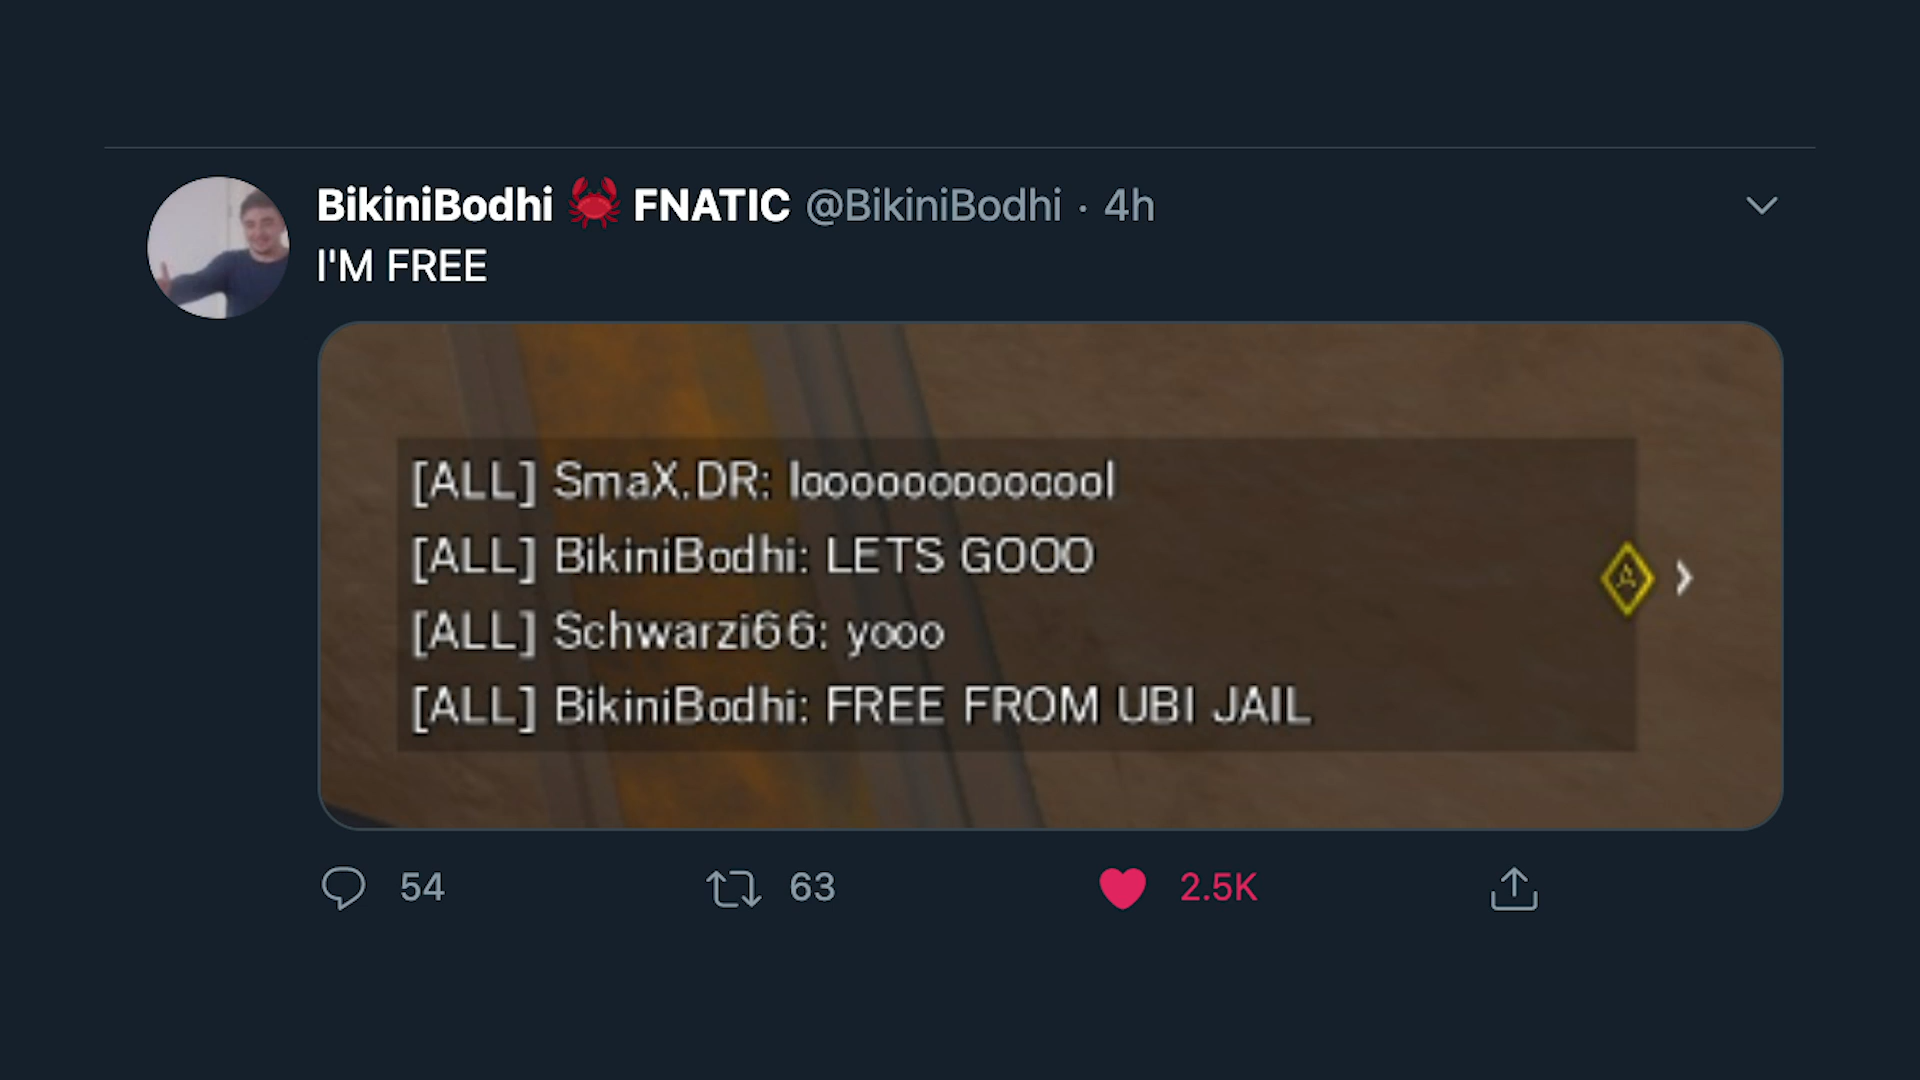 BikiniBodhi 🦀 FNATIC @BikiniBodhi · 4h
I'M FREE
[ALL] SmaX.DR: looooooooooool
[ALL] BikiniBodhi: LETS GOOO
[ALL] Schwarzi66: yooo
[ALL] BikiniBodhi: FREE FROM UBI JAIL
54 63 2.5K